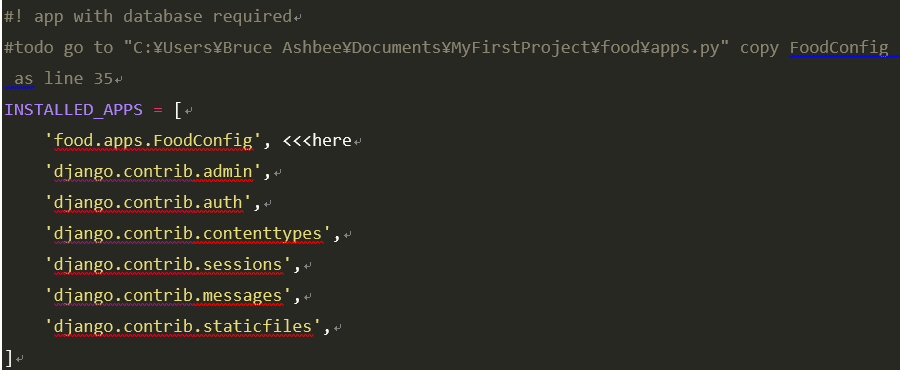 #! app with database required
#todo go to "C:¥Users¥Bruce Ashbee¥Documents¥MyFirstProject¥food¥apps.py" copy FoodConfig
 as line 35
INSTALLED_APPS = [
    'food.apps.FoodConfig', <<<here
    'django.contrib.admin',
    'django.contrib.auth',
    'django.contrib.contenttypes',
    'django.contrib.sessions',
    'django.contrib.messages',
    'django.contrib.staticfiles',
]